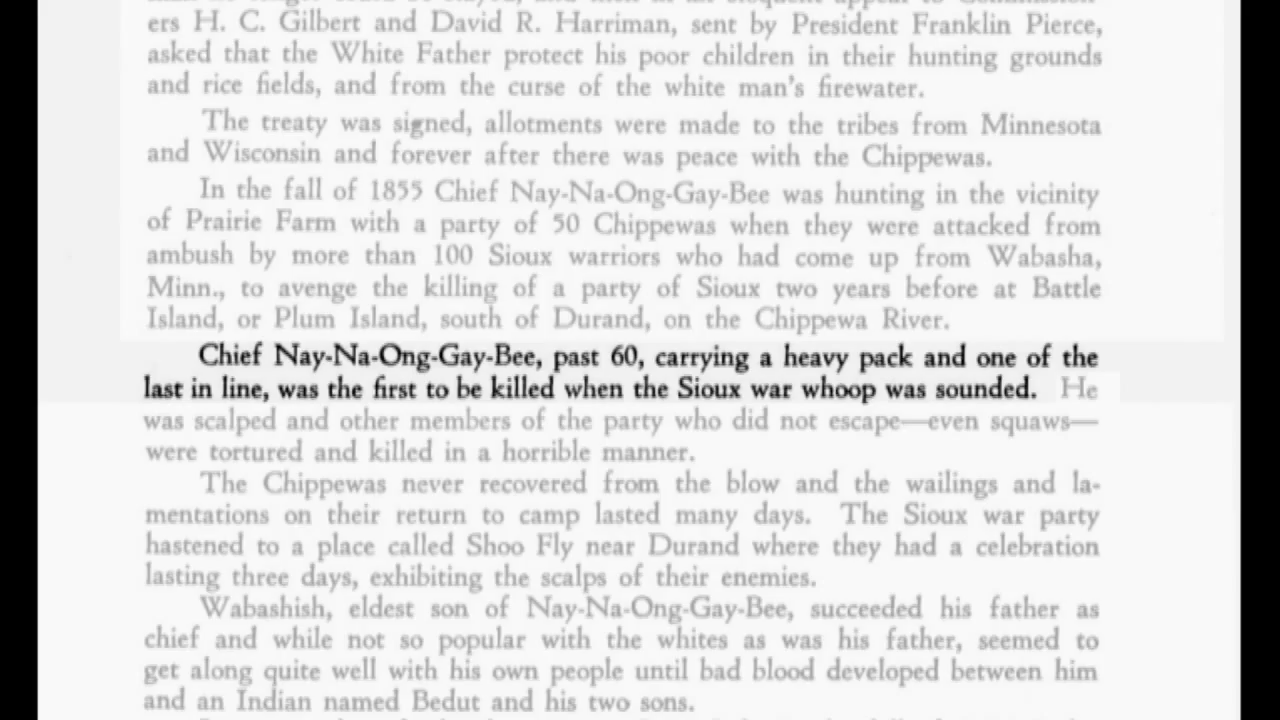 ers H. C. Gilbert and David R. Harriman, sent by President Franklin Pierce,
asked that the White Father protect his poor children in their hunting grounds
and rice fields, and from the curse of the white man's firewater.
The treaty was signed, allotments were made to the tribes from Minnesota
and Wisconsin and forever after there was peace with the Chippewas.
In the fall of 1855 Chief Nay-Na-Ong-Gay-Bee was hunting in the vicinity
of Prairie Farm with a party of 50 Chippewas when they were attacked from
ambush by more than 100 Sioux warriors who had come up from Wabasha,
Minn., to avenge the killing of a party of Sioux two years before at Battle
Island, or Plum Island, south of Durand, on the Chippewa River.
Chief Nay-Na-Ong-Gay-Bee, past 60, carrying a heavy pack and one of the
last in line, was the first to be killed when the Sioux war whoop was sounded. He
was scalped and other members of the party who did not escape—even squaws—
were tortured and killed in a horrible manner.
The Chippewas never recovered from the blow and the wailings and la-
mentations on their return to camp lasted many days. The Sioux war party
hastened to a place called Shoo Fly near Durand where they had a celebration
lasting three days, exhibiting the scalps of their enemies.
Wabashish, eldest son of Nay-Na-Ong-Gay-Bee, succeeded his father as
chief and while not so popular with the whites as was his father, seemed to
get along quite well with his own people until bad blood developed between him
and an Indian named Bedut and his two sons.